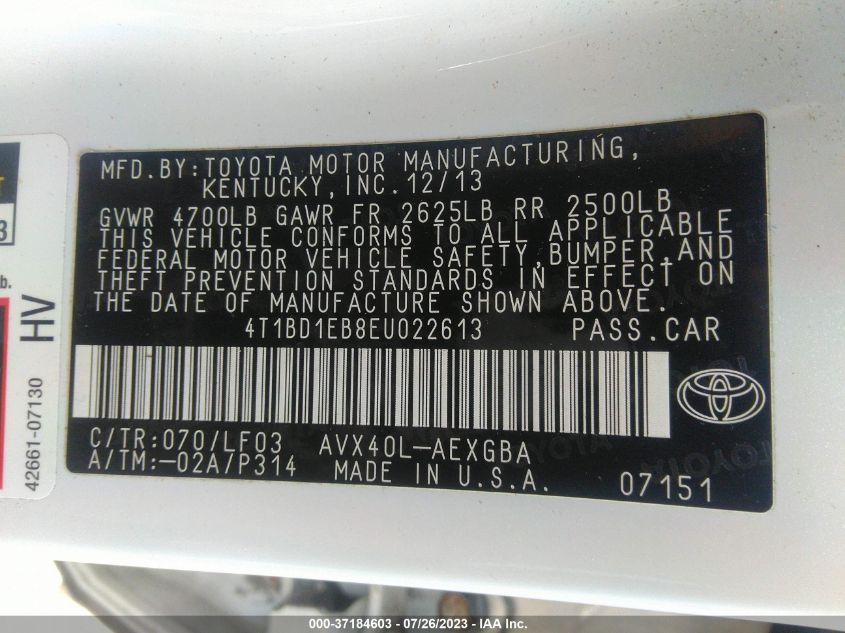 MFD.BY:TOYOTA MOTOR MANUFACTURING,
KENTUCKY, INC.12/13
GVWR 4700LB GAWR FR 2625LB RR 2500LB
THIS VEHICLE CONFORMS TO ALL APPLICABLE
FEDERAL MOTOR VEHICLE SAFETY,BUMPER,AND
THEFT PREVENTION STANDARDS IN EFFECT ON
THE DATE OF MANUFACTURE SHOWN ABOVE.
4T1BD1EB8EU022613 PASS.CAR
C/TR:070/LF03 AVX40L-AEXGBA
A/TM:-02A/P314 MADE IN U.S.A. 07151
HV
42661-07130
3
b.
000-37184603 - 07/26/2023 - IAA Inc.